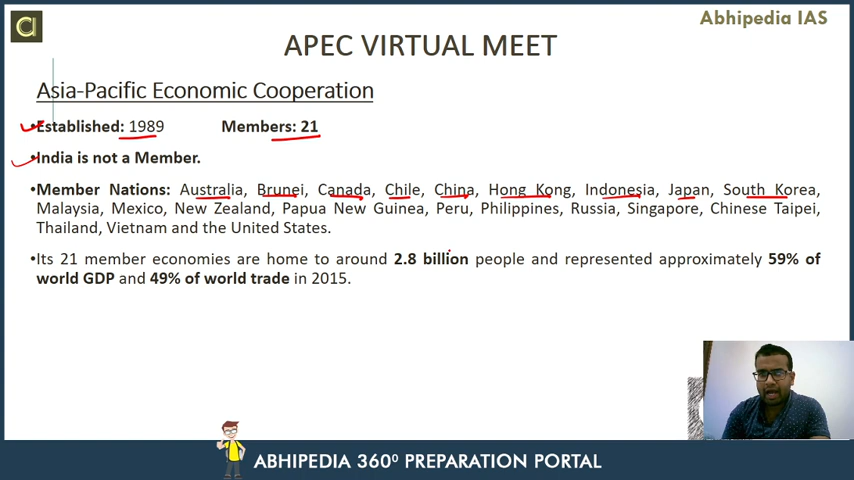 Abhipedia IAS
APEC VIRTUAL MEET
Asia-Pacific Economic Cooperation
•Established: 1989 Members: 21
•India is not a Member.
•Member Nations: Australia, Brunei, Canada, Chile, China, Hong Kong, Indonesia, Japan, South Korea,
Malaysia, Mexico, New Zealand, Papua New Guinea, Peru, Philippines, Russia, Singapore, Chinese Taipei,
Thailand, Vietnam and the United States.
•Its 21 member economies are home to around 2.8 billion people and represented approximately 59% of
world GDP and 49% of world trade in 2015.
ABHIPEDIA 360⁰ PREPARATION PORTAL